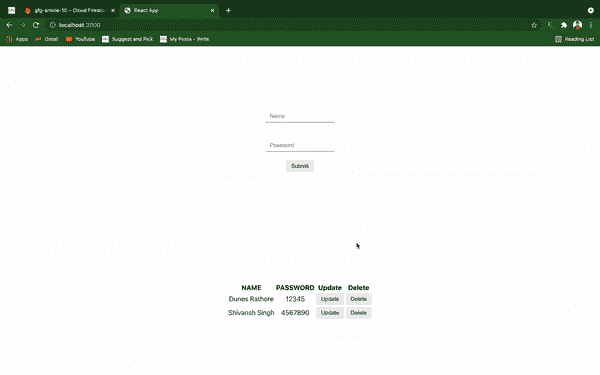 gfg-article-10 – Cloud Firesto
React App
localhost:3000
Apps
Gmail
YouTube
Suggest and Pick
My Posts - Write
Reading List
Name
Password
Submit
NAME PASSWORD Update Delete
Dunes Rathore 12345 Update Delete
Shivansh Singh 4567890 Update Delete